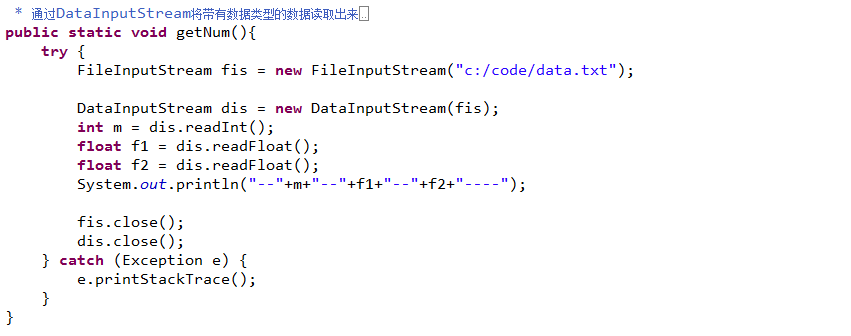 * 通过DataInputStream将带有数据类型的数据读取出来..
public static void getNum(){
try {
FileInputStream fis = new FileInputStream("c:/code/data.txt");
DataInputStream dis = new DataInputStream(fis);
int m = dis.readInt();
float f1 = dis.readFloat();
float f2 = dis.readFloat();
System.out.println("--"+m+"--"+f1+"--"+f2+"----");
fis.close();
dis.close();
} catch (Exception e) {
e.printStackTrace();
}
}